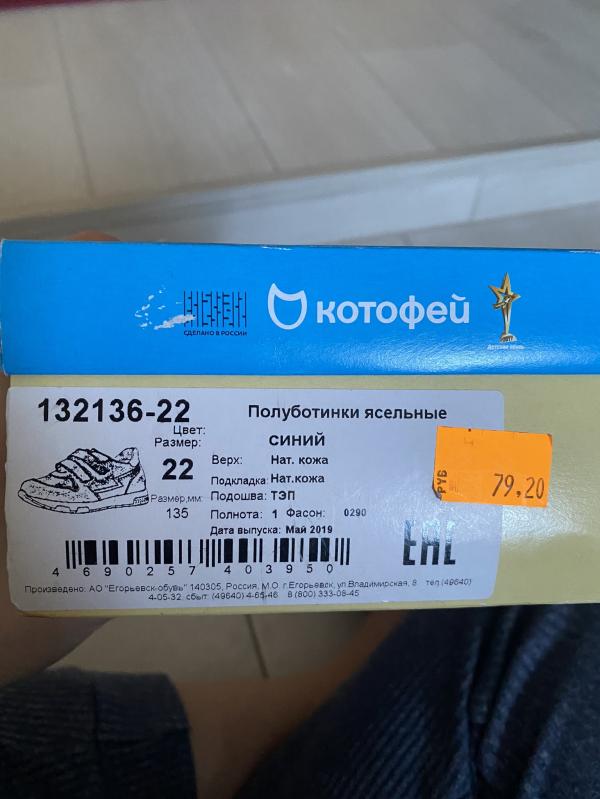 СДЕЛАНО В РОССИИ
котофей
132136-22
Полуботинки ясельные
Цвет:
синий
Размер:
22
Верх: Нат. кожа
Подкладка: Нат.кожа
Размер,мм:
135
Подошва: ТЭП
Полнота: 1 Фасон: 0290
Дата выпуска: Май 2019
EAC
РУБ
79,20
4 690257 403950
Произведено: АО "Егорьевск-обувь" 140305, Россия, М.О. г.Егорьевск, ул.Владимирская, 8 тел.(49640)
4-05-32, сбыт: (49640) 4-65-46 8 (800) 333-08-45